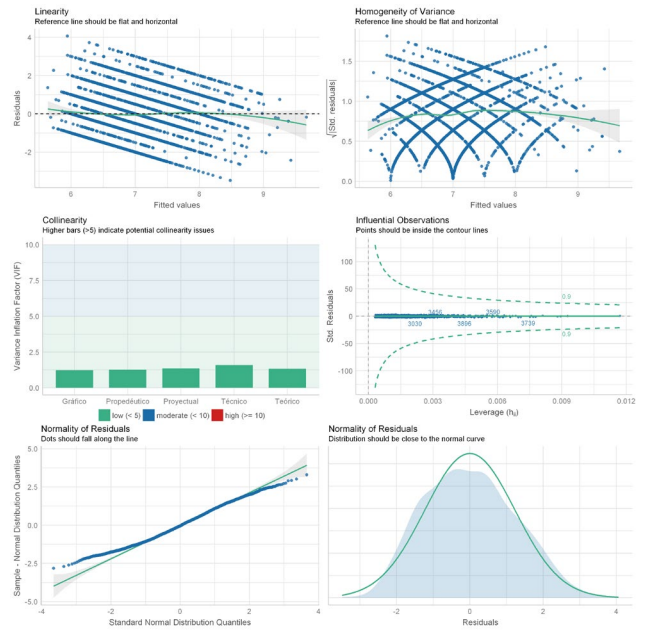 Linearity
Reference line should be flat and horizontal
Residuals
4
2
0
-2
6
7
8
9
Fitted values
Homogeneity of Variance
Reference line should be flat and horizontal
√|Std. residuals|
1.5
1.0
0.5
0.0
6
7
8
9
Fitted values
Collinearity
Higher bars (>5) indicate potential collinearity issues
Variance Inflation Factor (VIF)
10.0
7.5
5.0
2.5
0.0
Gráfico
Propedéutico
Proyectual
Técnico
Teórico
low (< 5)
moderate (< 10)
high (>= 10)
Influential Observations
Points should be inside the contour lines
Std. Residuals
100
50
0
-50
-100
0.9
0.9
3030
3739
0.000
0.003
0.006
0.009
0.012
Leverage (hᵢᵢ)
Normality of Residuals
Dots should fall along the line
Sample - Normal Distribution Quantiles
5.0
2.5
0.0
-2.5
-5.0
-4
-2
0
2
4
Standard Normal Distribution Quantiles
Normality of Residuals
Distribution should be close to the normal curve
-2
0
2
4
Residuals